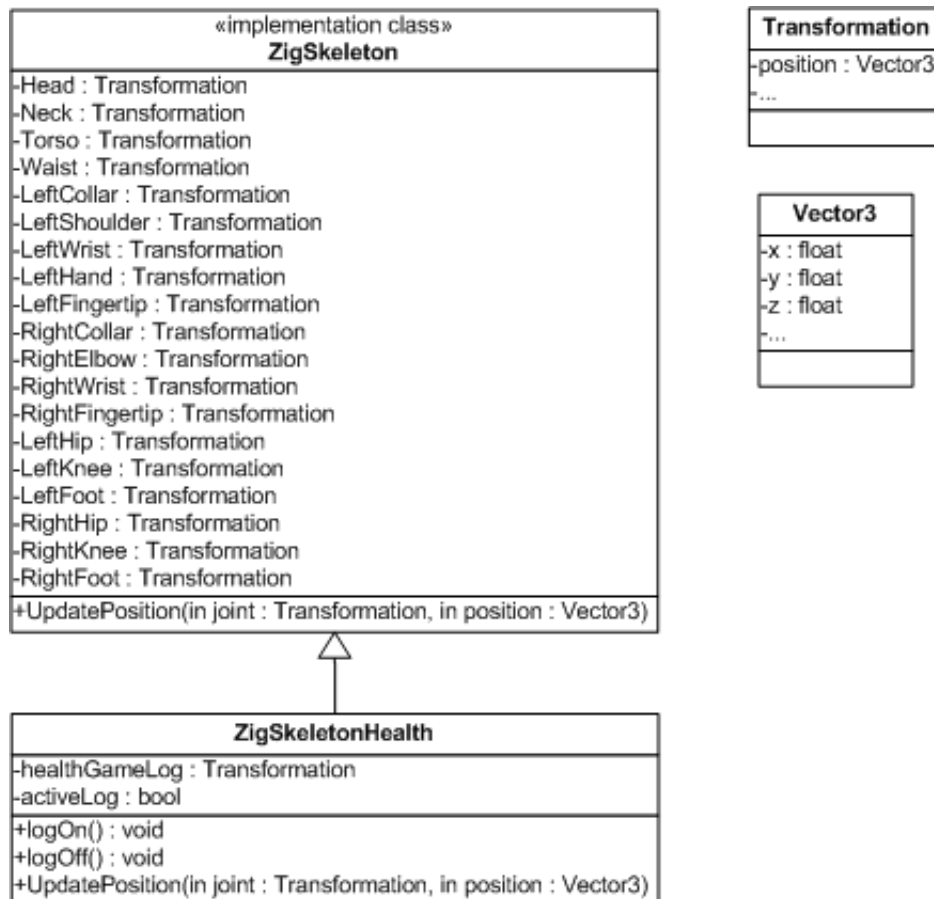 «implementation class»
ZigSkeleton
-Head : Transformation
-Neck : Transformation
-Torso : Transformation
-Waist : Transformation
-LeftCollar : Transformation
-LeftShoulder : Transformation
-LeftWrist : Transformation
-LeftHand : Transformation
-LeftFingertip : Transformation
-RightCollar : Transformation
-RightElbow : Transformation
-RightWrist : Transformation
-RightFingertip : Transformation
-LeftHip : Transformation
-LeftKnee : Transformation
-LeftFoot : Transformation
-RightHip : Transformation
-RightKnee : Transformation
-RightFoot : Transformation
+UpdatePosition(in joint : Transformation, in position : Vector3)
ZigSkeletonHealth
-healthGameLog : Transformation
-activeLog : bool
+logOn() : void
+logOff() : void
+UpdatePosition(in joint : Transformation, in position : Vector3)
Transformation
-position : Vector3
-...
Vector3
-x : float
-y : float
-z : float
-...